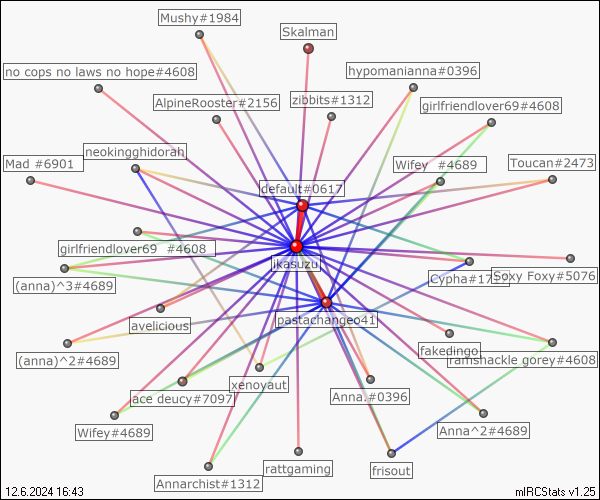 Mushy#1984
Skalman
no cops no laws no hope#4608
hypomanianna#0396
AlpineRooster#2156
zibbits#1312
girlfriendlover69#4608
neokingghidorah
Mad #6901
Wifey #4689
Toucan#2473
default#0617
girlfriendlover69 #4608
ikasuzu
(anna)^3#4689
Cypha#17
Soxy Foxy#5076
avelicious
pastachangeo41
(anna)^2#4689
fakedingo
ramshackle gorey#4608
xenoyaut
ace deucy#7097
Anna.#0396
Wifey#4689
Anna^2#4689
Annarchist#1312
rattgaming
frisout
12.6.2024 16:43
mIRCStats v1.25